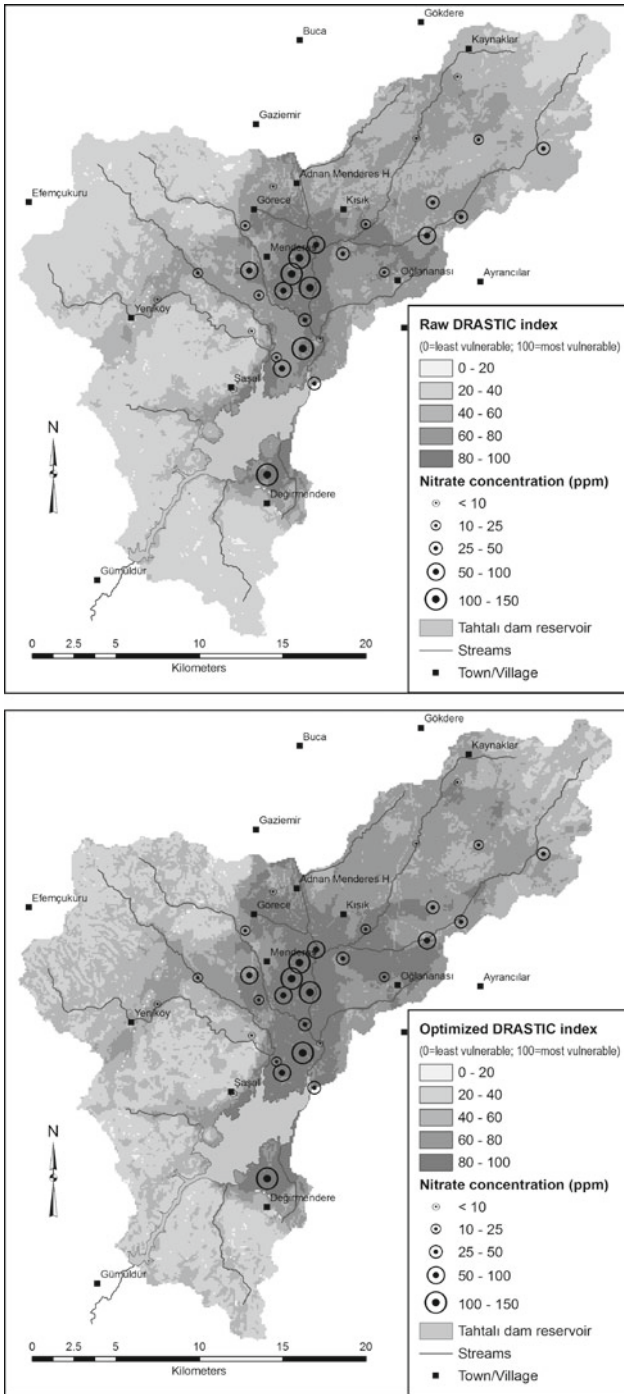 Gökdere
Buca
Kaynaklar
Gaziemir
Adnan Menderes H.
Efemçukuru
Görece
Kısık
Oğlananası
Ayrancılar
Yeniköy
Şaşal
N
Değirmendere
Gümüldür
0 2.5 5 10 15 20
Kilometers
Raw DRASTIC index
(0=least vulnerable; 100=most vulnerable)
0 - 20
20 - 40
40 - 60
60 - 80
80 - 100
Nitrate concentration (ppm)
< 10
10 - 25
25 - 50
50 - 100
100 - 150
Tahtalı dam reservoir
Streams
Town/Village
Gökdere
Buca
Kaynaklar
Gaziemir
Adnan Menderes H.
Efemçukuru
Görece
Kısık
Oğlananası
Ayrancılar
Yeniköy
Şaşal
N
Değirmendere
Gümüldür
0 2.5 5 10 15 20
Kilometers
Optimized DRASTIC index
(0=least vulnerable; 100=most vulnerable)
0 - 20
20 - 40
40 - 60
60 - 80
80 - 100
Nitrate concentration (ppm)
< 10
10 - 25
25 - 50
50 - 100
100 - 150
Tahtalı dam reservoir
Streams
Town/Village